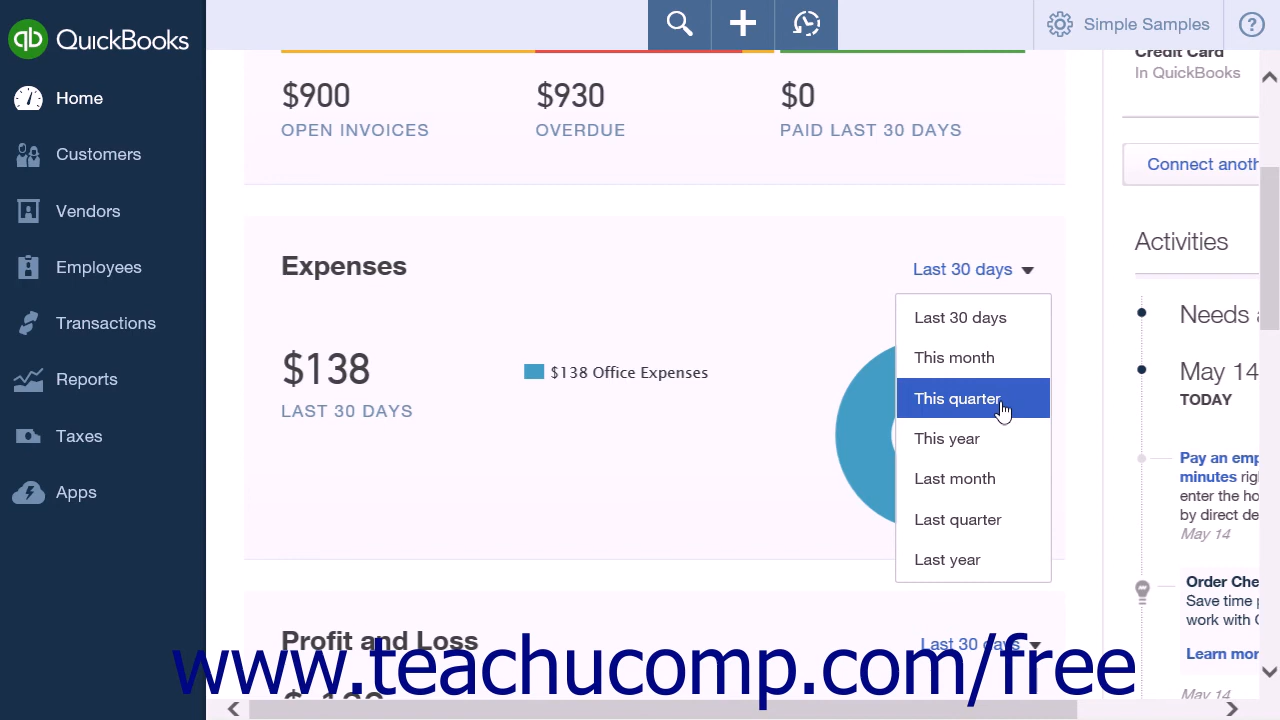 QuickBooks
Simple Samples
Home
Customers
Vendors
Employees
Transactions
Reports
Taxes
Apps
$900
OPEN INVOICES
$930
OVERDUE
$0
PAID LAST 30 DAYS
Expenses
Last 30 days
$138
LAST 30 DAYS
$138 Office Expenses
Last 30 days
This month
This quarter
This year
Last month
Last quarter
Last year
Profit and Loss
Last 30 days
www.teachucomp.com/free
Credit Card
In QuickBooks
Connect anoth
Activities
Needs a
May 14
TODAY
Pay an emp
minutes rig
enter the ho
by direct de
May 14
Order Che
Save time p
work with
Learn mor
May 14